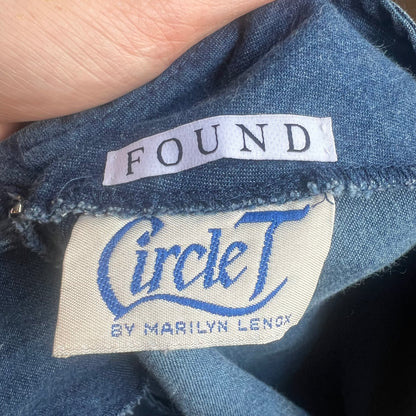 FOUND
Circle T
BY MARILYN LENOX